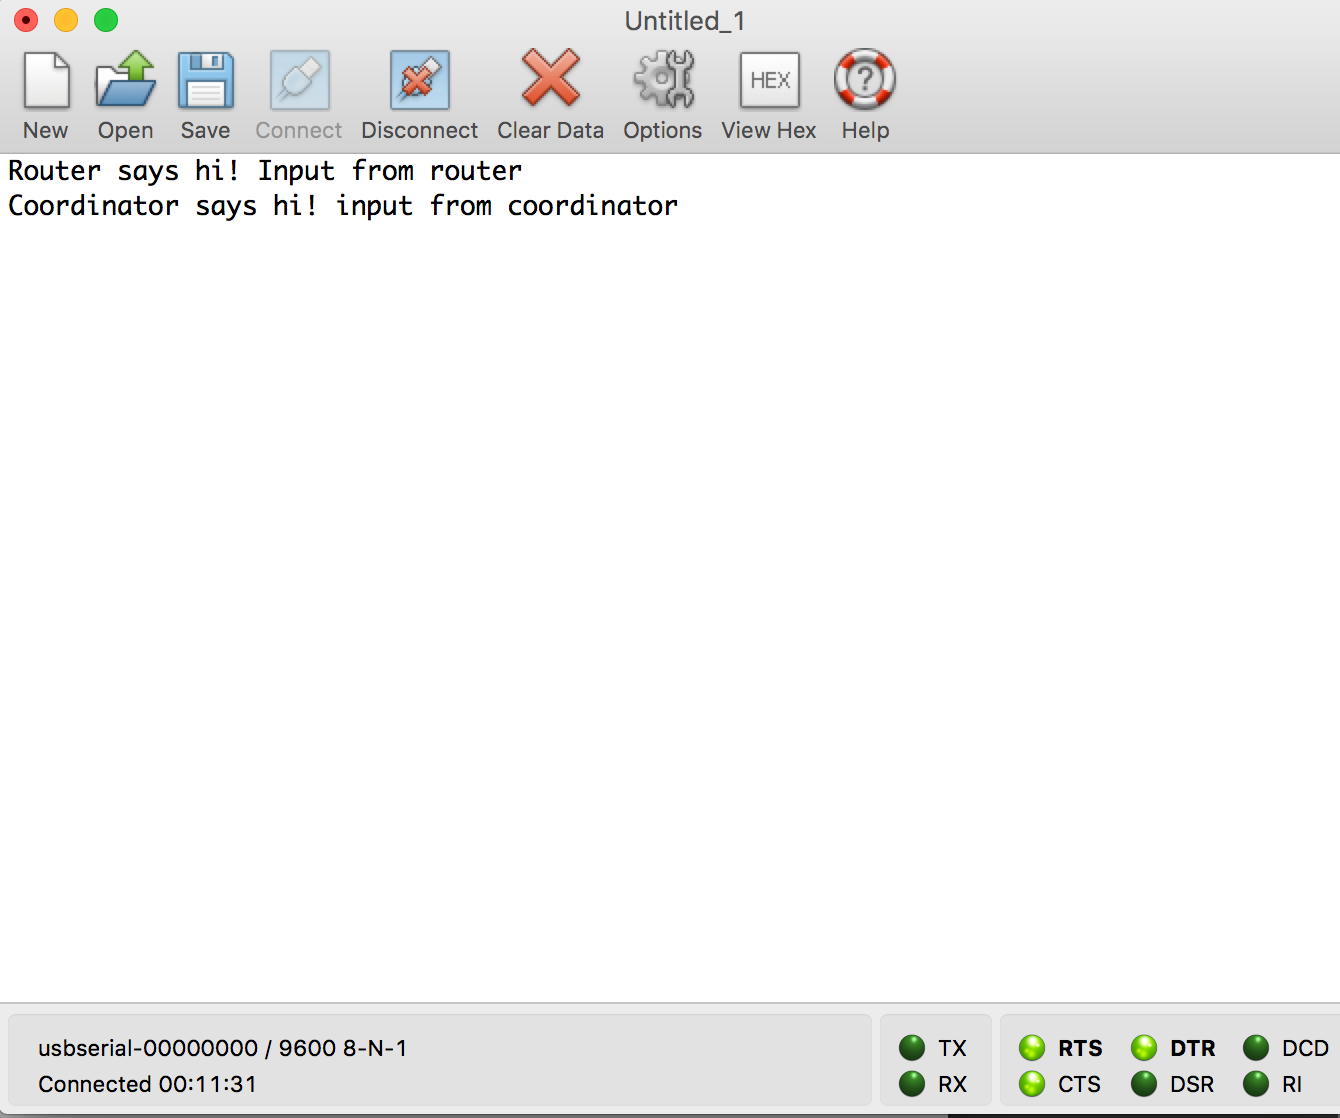 Untitled_1
New Open Save Connect Disconnect Clear Data Options HEX View Hex ? Help
Router says hi! Input from router
Coordinator says hi! input from coordinator
usbserial-00000000 / 9600 8-N-1
Connected 00:11:31
TX RTS DTR DCD
RX CTS DSR RI